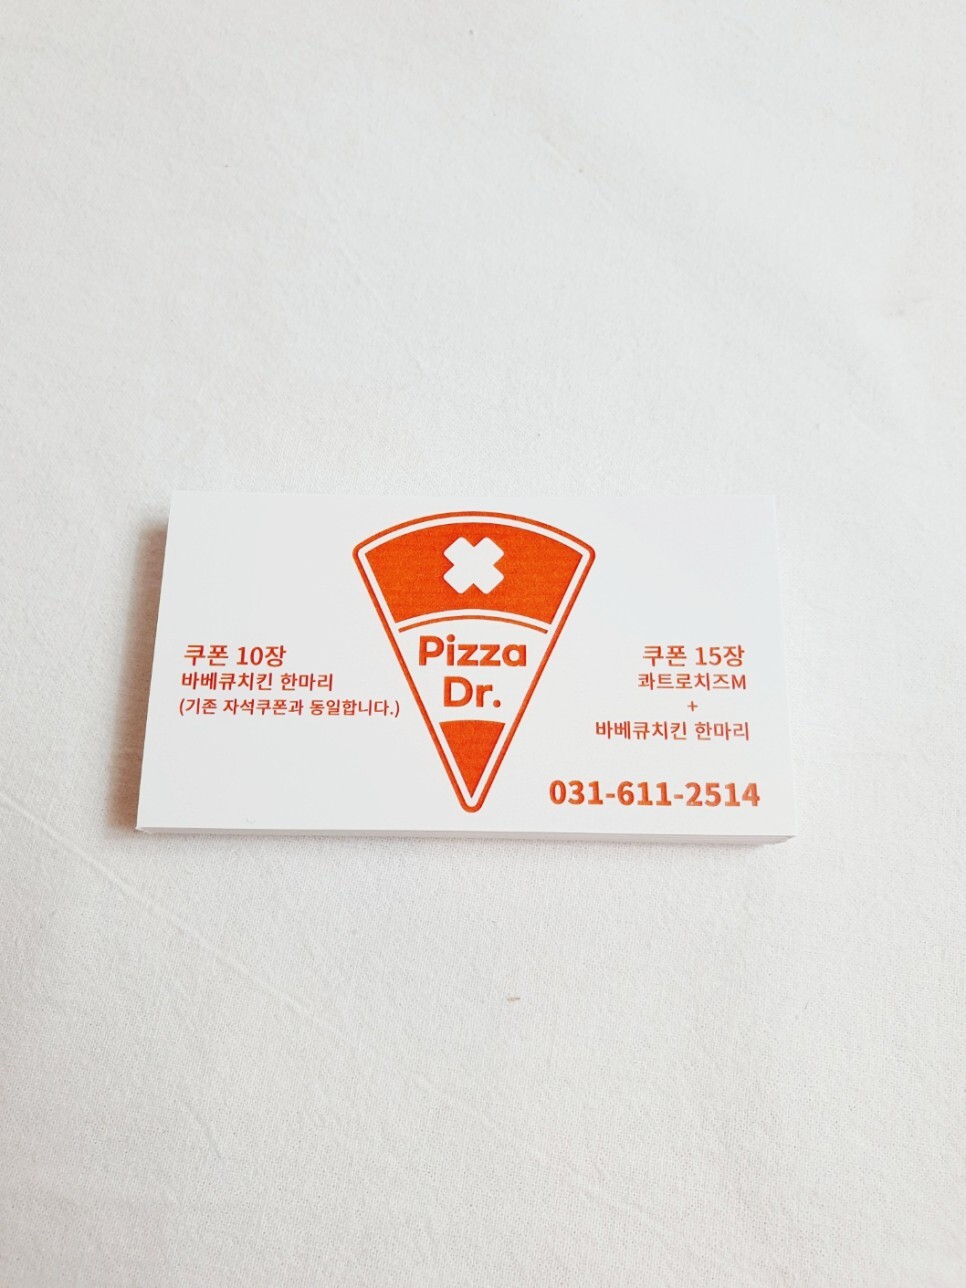 Pizza
Dr.
쿠폰 10장
바베큐치킨 한마리
(기존 자석쿠폰과 동일합니다.)
쿠폰 15장
콰트로치즈M
+
바베큐치킨 한마리
031-611-2514